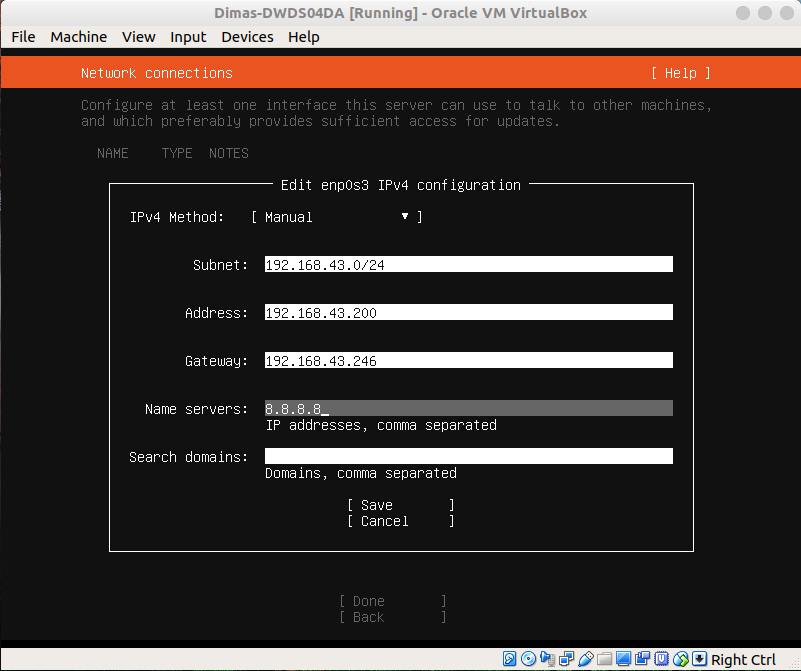 Dimas-DWDS04DA [Running] - Oracle VM VirtualBox
File Machine View Input Devices Help
Network connections [ Help ]
Configure at least one interface this server can use to talk to other machines,
and which preferably provides sufficient access for updates.
NAME TYPE NOTES
Edit enp0s3 IPv4 configuration
IPv4 Method: [ Manual ▾ ]
Subnet: 192.168.43.0/24
Address: 192.168.43.200
Gateway: 192.168.43.246
Name servers: 8.8.8.8_
IP addresses, comma separated
Search domains:
Domains, comma separated
[ Save ]
[ Cancel ]
[ Done ]
[ Back ]
Right Ctrl